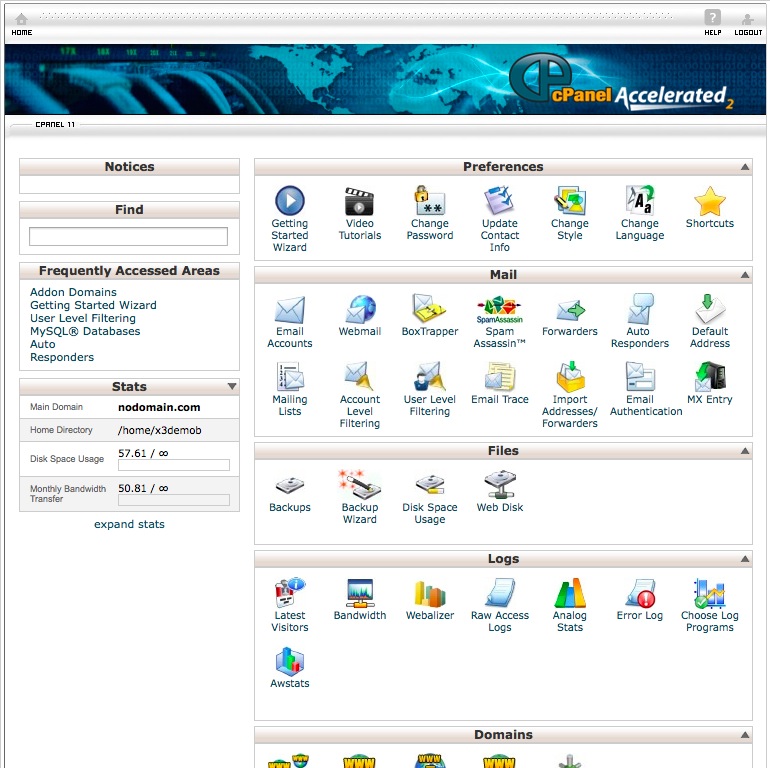 HOME
HELP
LOGOUT
cPanel Accelerated 2
CPANEL 11
Notices
Find
Frequently Accessed Areas
Addon Domains
Getting Started Wizard
User Level Filtering
MySQL® Databases
Auto
Responders
Stats
Main Domain nodomain.com
Home Directory /home/x3demob
Disk Space Usage 57.61 / ∞
Monthly Bandwidth Transfer 50.81 / ∞
expand stats
Preferences
Getting Started Wizard
Video Tutorials
Change Password
Update Contact Info
Change Style
Change Language
Shortcuts
Mail
Email Accounts
Webmail
BoxTrapper
SpamAssassin
Spam Assassin™
Forwarders
Auto Responders
Default Address
Mailing Lists
Account Level Filtering
User Level Filtering
Email Trace
Import Addresses/ Forwarders
Email Authentication
MX Entry
Files
Backups
Backup Wizard
Disk Space Usage
Web Disk
Logs
Latest Visitors
Bandwidth
Webalizer
Raw Access Logs
Analog Stats
Error Log
Choose Log Programs
Awstats
Domains
WWW
WWW
WWW
WWW